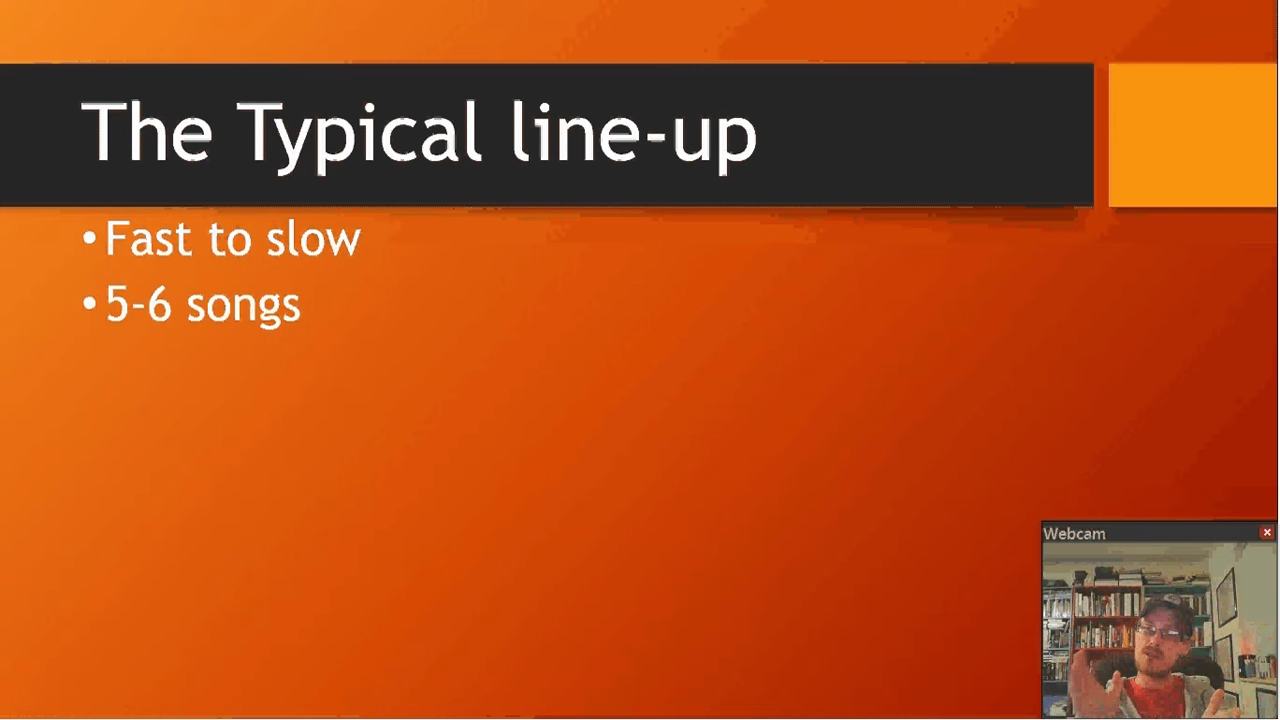 The Typical line-up
•Fast to slow
•5-6 songs
Webcam